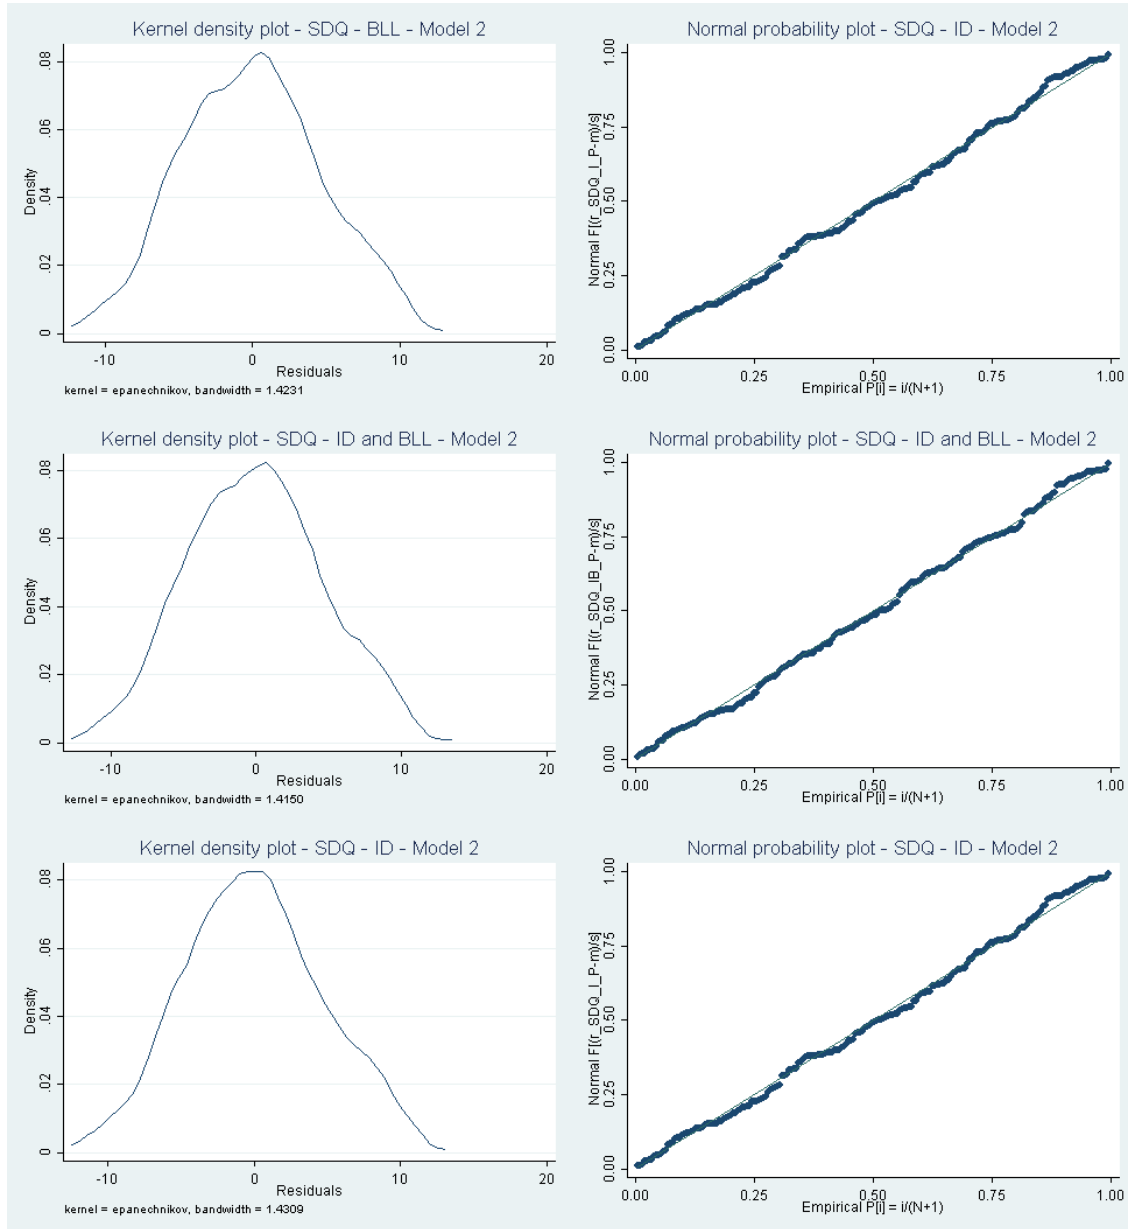 Kernel density plot - SDQ - BLL - Model 2
Density
0 .02 .04 .06 .08
-10 0 10 20
Residuals
kernel = epanechnikov, bandwidth = 1.4231
Normal probability plot - SDQ - ID - Model 2
Normal F[(r_SDQ_I_P-m)/s]
0.00 0.25 0.50 0.75 1.00
0.00 0.25 0.50 0.75 1.00
Empirical P[i] = i/(N+1)
Kernel density plot - SDQ - ID and BLL - Model 2
Density
0 .02 .04 .06 .08
-10 0 10 20
Residuals
kernel = epanechnikov, bandwidth = 1.4150
Normal probability plot - SDQ - ID and BLL - Model 2
Normal F[(r_SDQ_IB_P-m)/s]
0.00 0.25 0.50 0.75 1.00
0.00 0.25 0.50 0.75 1.00
Empirical P[i] = i/(N+1)
Kernel density plot - SDQ - ID - Model 2
Density
0 .02 .04 .06 .08
-10 0 10 20
Residuals
kernel = epanechnikov, bandwidth = 1.4309
Normal probability plot - SDQ - ID - Model 2
Normal F[(r_SDQ_I_P-m)/s]
0.00 0.25 0.50 0.75 1.00
0.00 0.25 0.50 0.75 1.00
Empirical P[i] = i/(N+1)